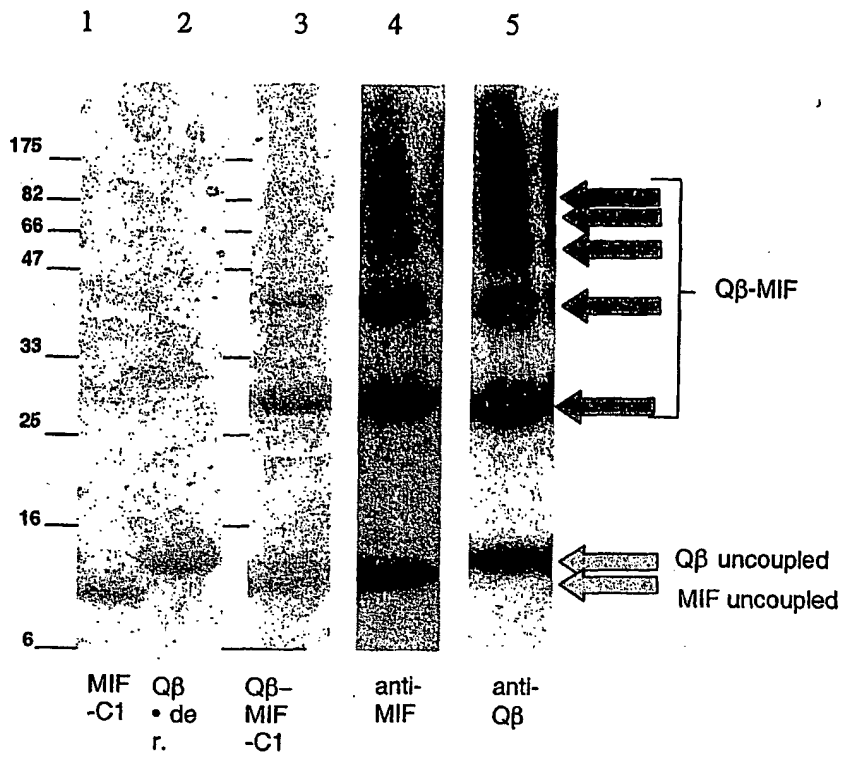 1 2 3 4 5
175
82
66
47
33
25
16
6
Qβ-MIF
Qβ uncoupled
MIF uncoupled
MIF Qβ Qβ– anti- anti-
-C1 • de MIF MIF Qβ
r. -C1